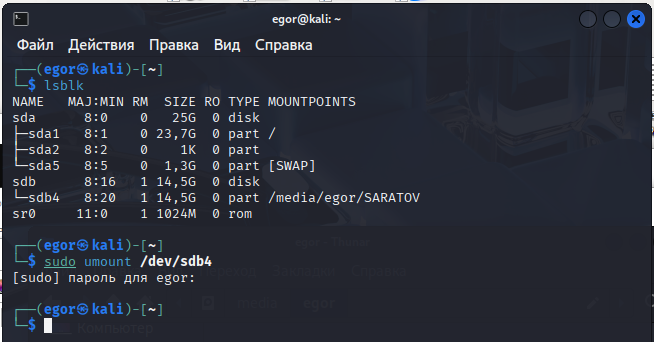 egor@kali: ~
Файл Действия Правка Вид Справка
┌──(egor㉿kali)-[~]
└─$ lsblk
NAME   MAJ:MIN RM  SIZE RO TYPE MOUNTPOINTS
sda      8:0    0   25G  0 disk
├─sda1   8:1    0 23,7G  0 part /
├─sda2   8:2    0    1K  0 part
└─sda5   8:5    0  1,3G  0 part [SWAP]
sdb      8:16   1 14,5G  0 disk
└─sdb4   8:20   1 14,5G  0 part /media/egor/SARATOV
sr0     11:0    1 1024M  0 rom
┌──(egor㉿kali)-[~]
└─$ sudo umount /dev/sdb4
[sudo] пароль для egor:
┌──(egor㉿kali)-[~]
└─$
media egor
Компьютер